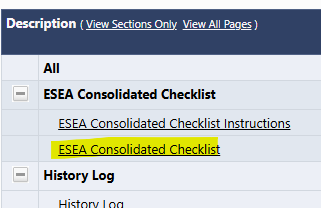 Description ( View Sections Only View All Pages )
All
ESEA Consolidated Checklist
ESEA Consolidated Checklist Instructions
ESEA Consolidated Checklist
History Log
History Log